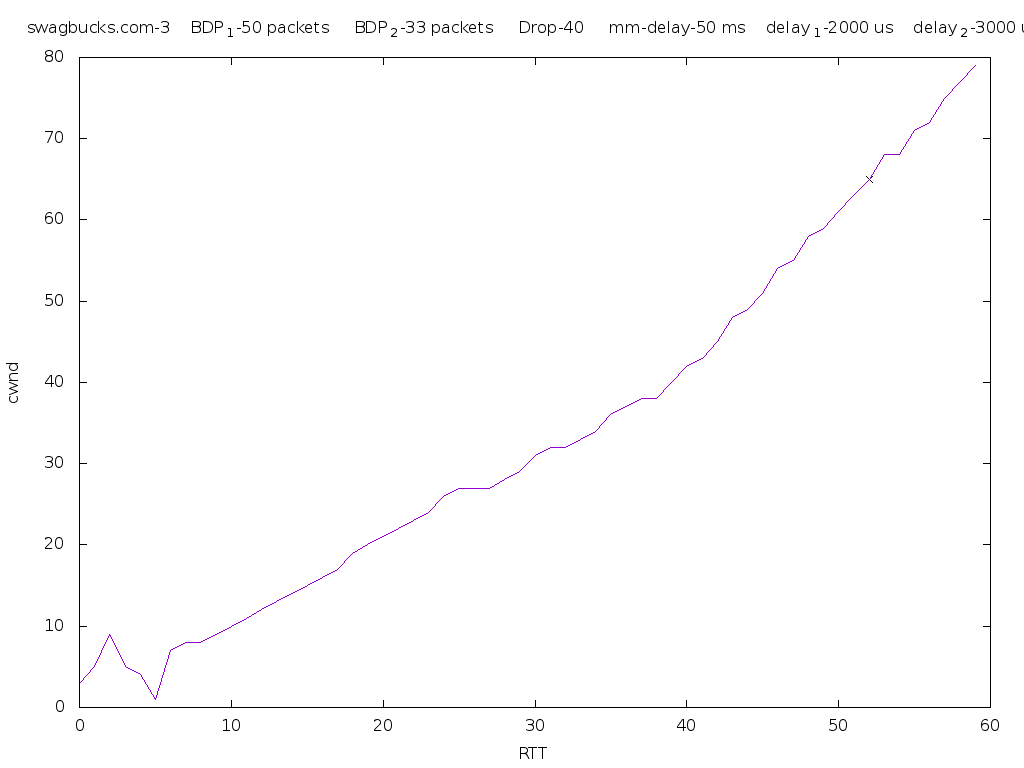 swagbucks.com-3 BDP1-50 packets BDP2-33 packets Drop-40 mm-delay-50 ms delay1-2000 us delay2-3000 u
80
70
60
50
40
30
20
10
0
cwnd
0 10 20 30 40 50 60
RTT